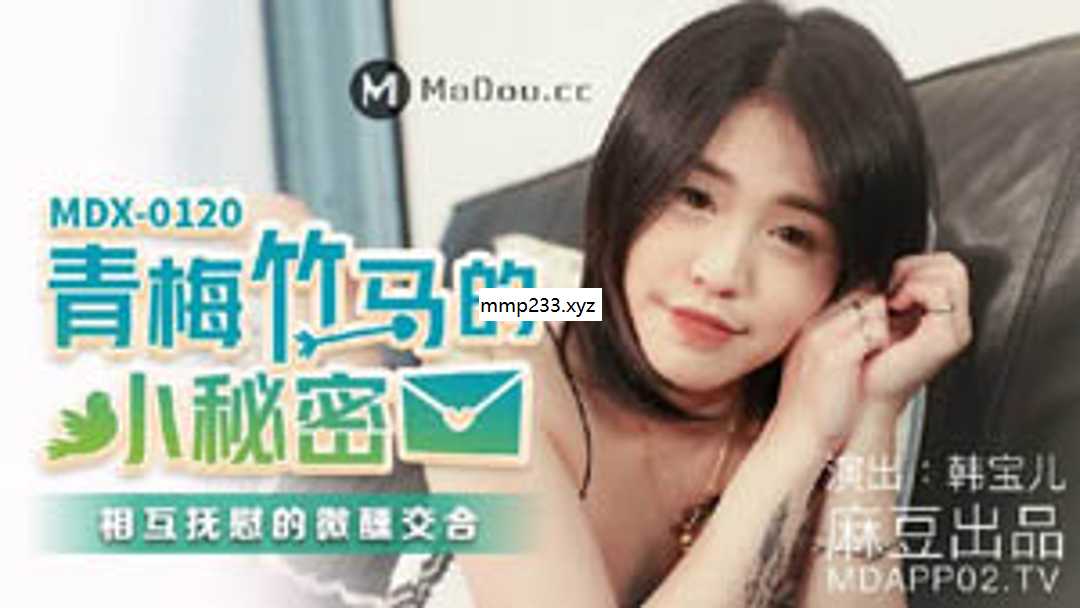 MaDou.cc
MDX-0120
青梅竹马的
mmp233.xyz
小秘密
相互抚慰的微醺交合
演出：韩宝儿
麻豆出品
MDAPP02.TV